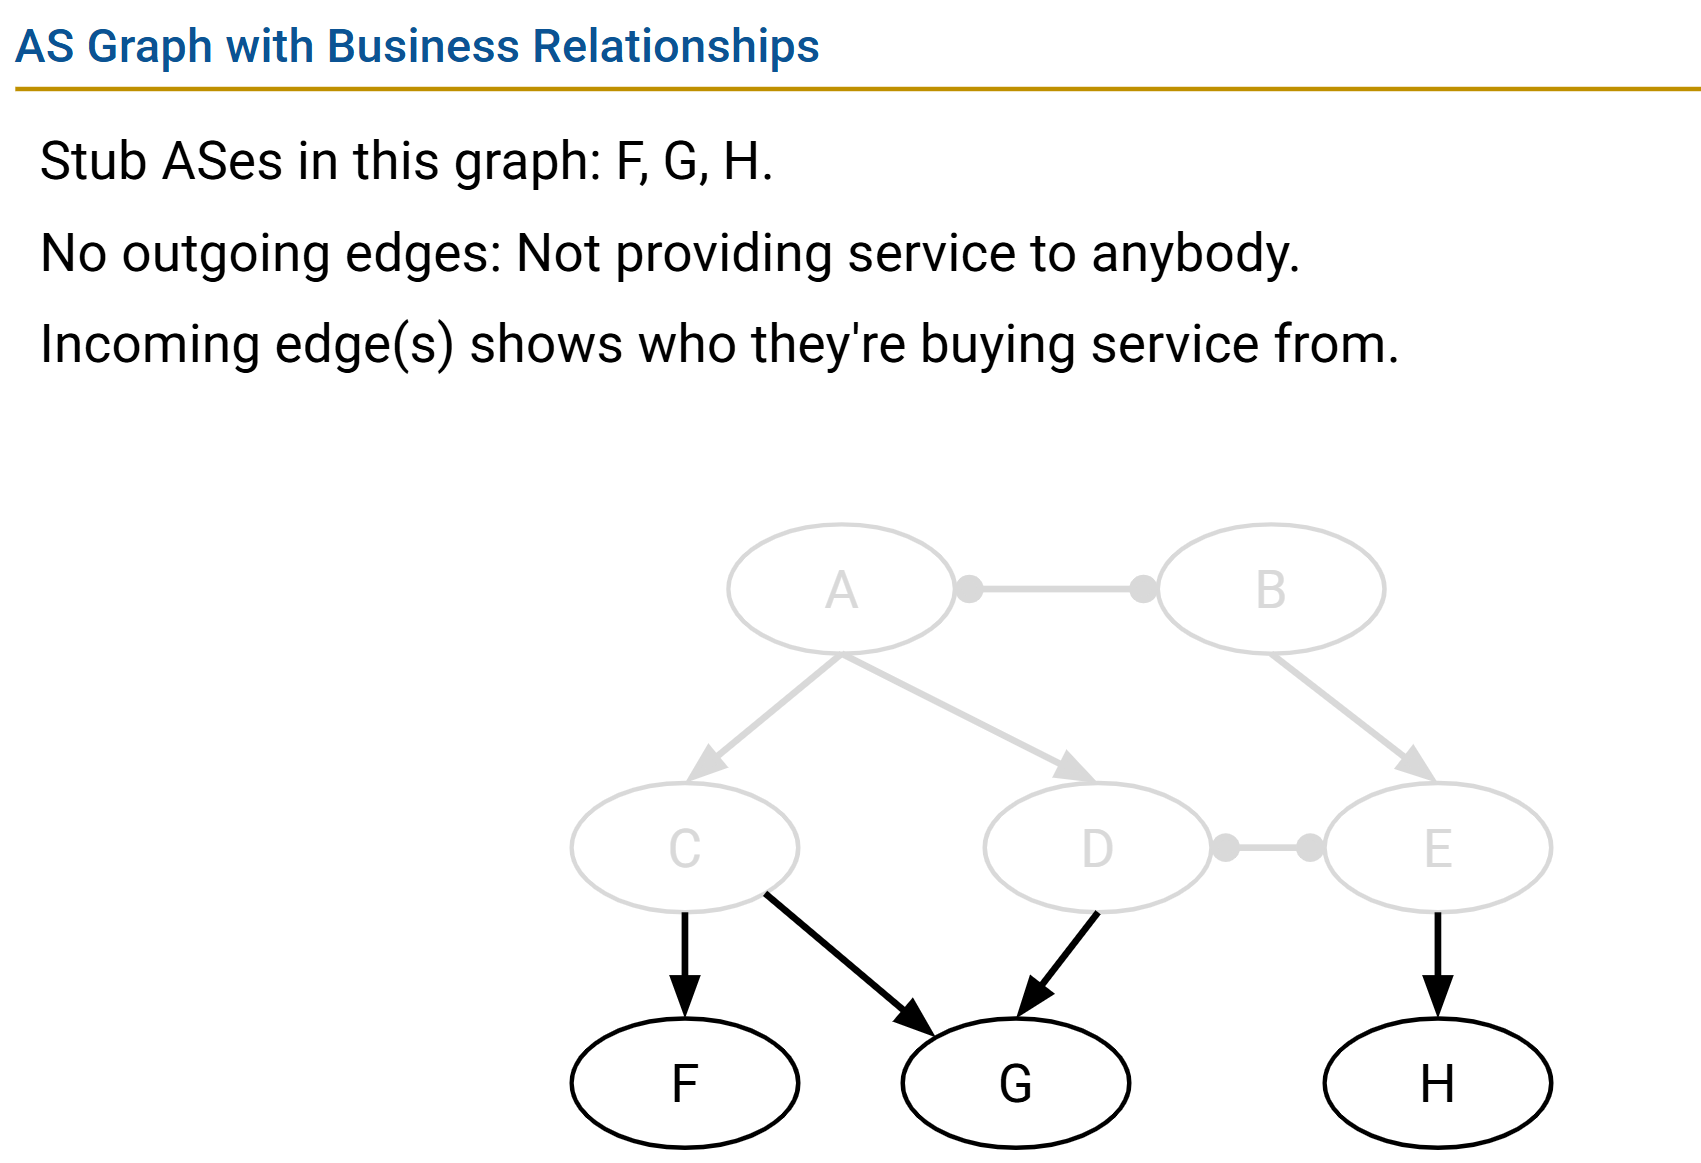 AS Graph with Business Relationships
Stub ASes in this graph: F, G, H.
No outgoing edges: Not providing service to anybody.
Incoming edge(s) shows who they're buying service from.
A
B
C
D
E
F
G
H